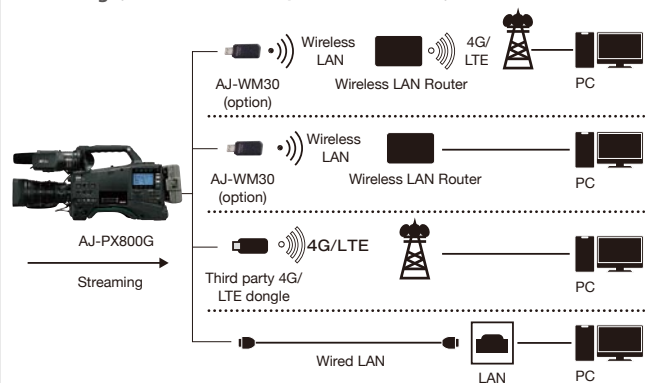 Wireless
LAN
4G/
LTE
AJ-WM30
(option)
Wireless LAN Router
PC
Wireless
LAN
AJ-WM30
(option)
Wireless LAN Router
PC
AJ-PX800G
Streaming
4G/LTE
Third party 4G/
LTE dongle
PC
Wired LAN
LAN
PC